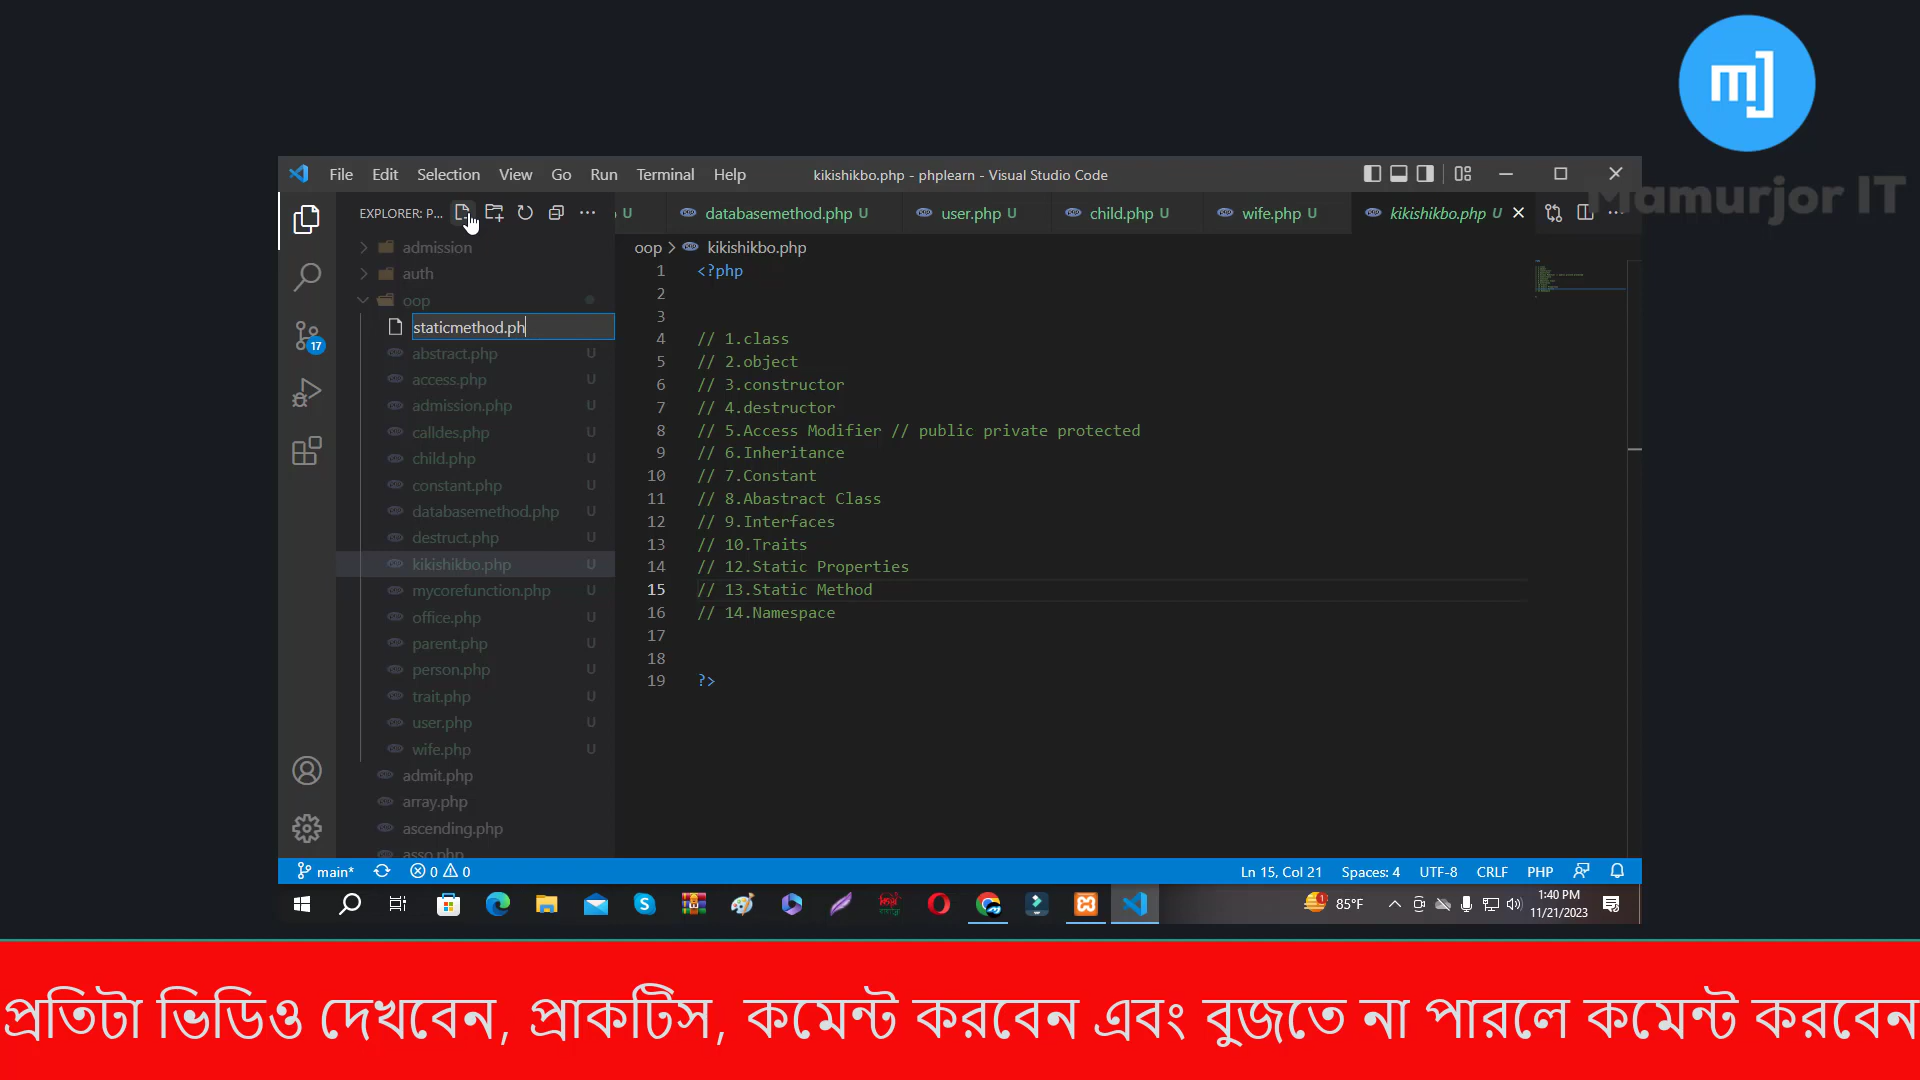 mj
Mamurjor IT
File Edit Selection View Go Run Terminal Help
kikishikbo.php - phplearn - Visual Studio Code
EXPLORER: P...
U
databasemethod.php U
user.php U
child.php U
wife.php U
kikishikbo.php U
oop > kikishikbo.php
admission
auth
oop
staticmethod.ph
abstract.php U
access.php U
admission.php U
calldes.php U
child.php U
constant.php U
databasemethod.php U
destruct.php U
kikishikbo.php U
mycorefunction.php U
office.php U
parent.php U
person.php U
trait.php U
user.php U
wife.php U
admit.php
array.php
ascending.php
asso.php
17
1 <?php
2
3
4 // 1.class
5 // 2.object
6 // 3.constructor
7 // 4.destructor
8 // 5.Access Modifier // public private protected
9 // 6.Inheritance
10 // 7.Constant
11 // 8.Abastract Class
12 // 9.Interfaces
13 // 10.Traits
14 // 12.Static Properties
15 // 13.Static Method
16 // 14.Namespace
17
18
19 ?>
main* 0 0
Ln 15, Col 21 Spaces: 4 UTF-8 CRLF PHP
85°F
1:40 PM
11/21/2023
প্রতিটা ভিডিও দেখবেন, প্রাকটিস, কমেন্ট করবেন এবং বুজতে না পারলে কমেন্ট করবেন